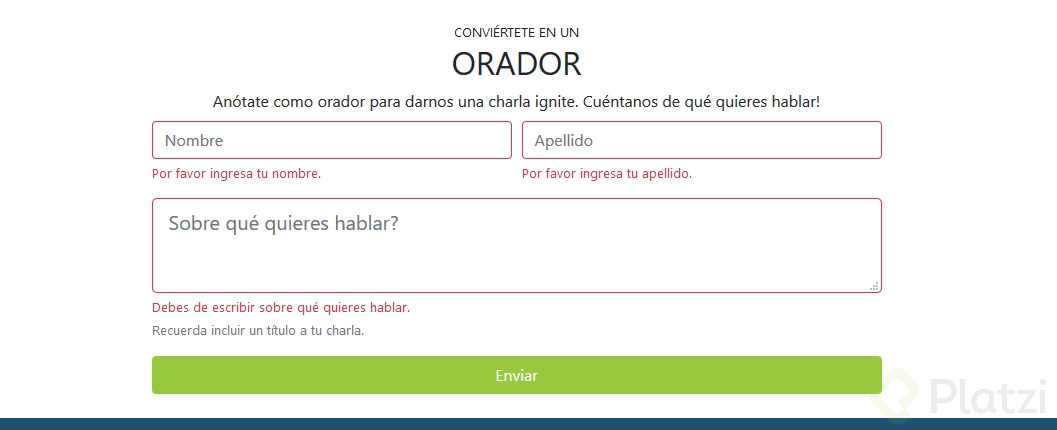 CONVIÉRTETE EN UN
ORADOR
Anótate como orador para darnos una charla ignite. Cuéntanos de qué quieres hablar!
Nombre
Apellido
Por favor ingresa tu nombre.
Por favor ingresa tu apellido.
Sobre qué quieres hablar?
Debes de escribir sobre qué quieres hablar.
Recuerda incluir un título a tu charla.
Enviar
Platzi